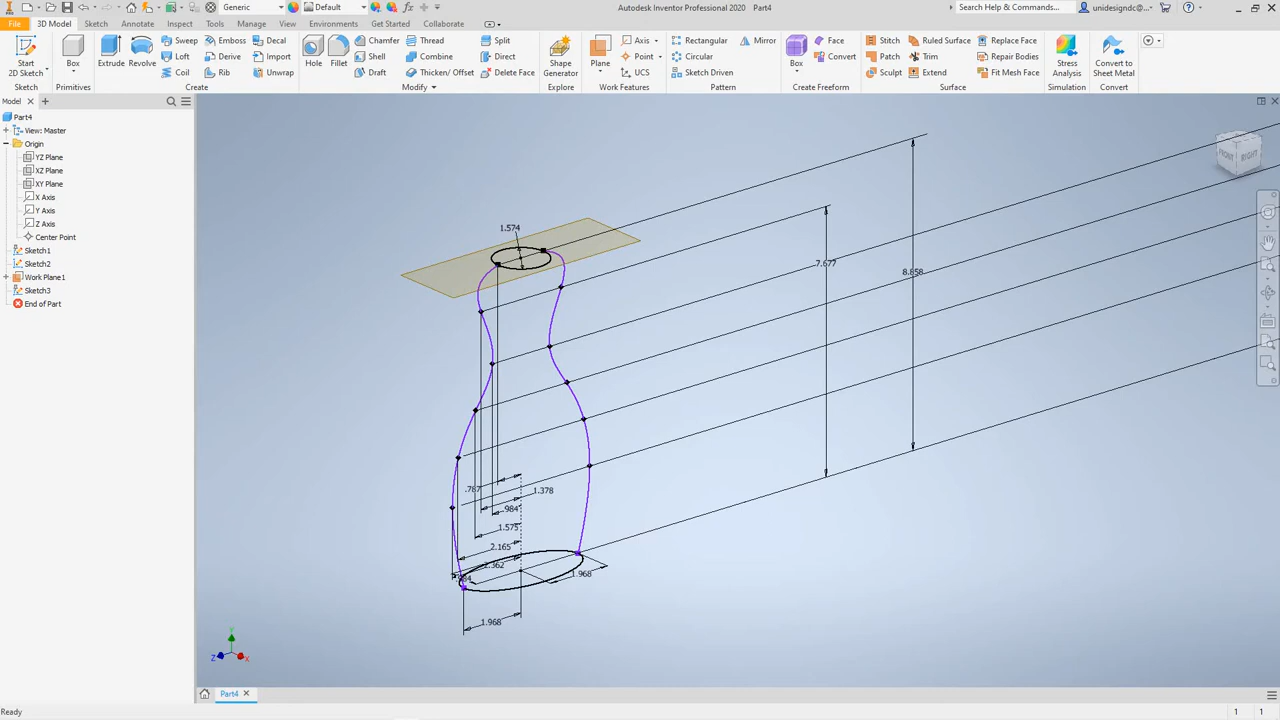 Generic
Default
Autodesk Inventor Professional 2020 Part4
Search Help & Commands...
unidesigndc@...
File 3D Model Sketch Annotate Inspect Tools Manage View Environments Get Started Collaborate
Start
2D Sketch
Sketch
Box
Primitives
Extrude
Revolve
Sweep
Loft
Coil
Emboss
Derive
Rib
Decal
Import
Unwrap
Create
Hole
Fillet
Chamfer
Shell
Draft
Thread
Combine
Thicken/ Offset
Split
Direct
Delete Face
Modify
Shape
Generator
Explore
Plane
Axis
Point
UCS
Work Features
Rectangular
Circular
Sketch Driven
Mirror
Pattern
Box
Face
Convert
Create Freeform
Stitch
Patch
Sculpt
Ruled Surface
Trim
Extend
Replace Face
Repair Bodies
Fit Mesh Face
Surface
Stress
Analysis
Simulation
Convert to
Sheet Metal
Convert
Model
Part4
View: Master
Origin
YZ Plane
XZ Plane
XY Plane
X Axis
Y Axis
Z Axis
Center Point
Sketch1
Sketch2
Work Plane1
Sketch3
End of Part
FRONT
RIGHT
1.574
7.677
8.858
.787
1.378
.984
1.575
2.165
2.362
1.968
1.968
Y
Z
X
Part4
Ready
1 1